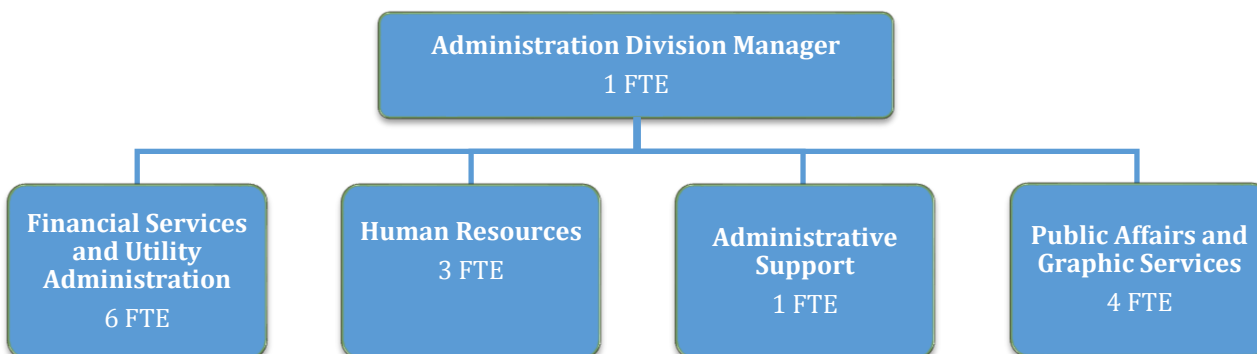 Administration Division Manager
1 FTE
Financial Services
and Utility
Administration
6 FTE
Human Resources
3 FTE
Administrative
Support
1 FTE
Public Affairs and
Graphic Services
4 FTE